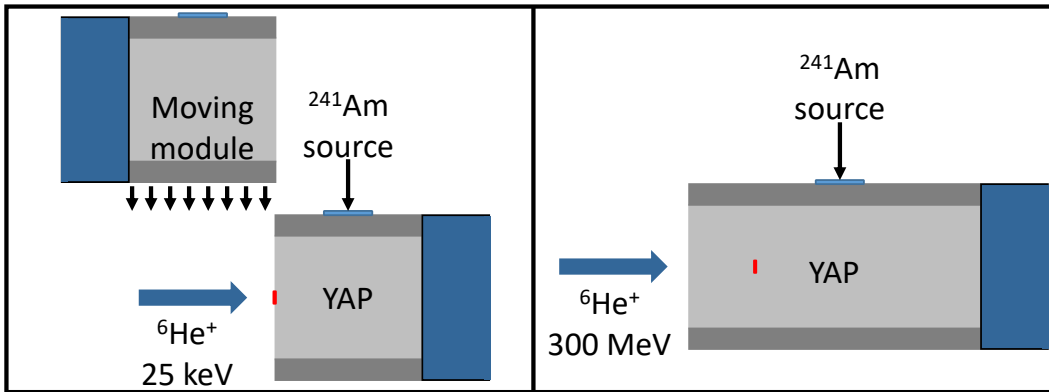 Moving
module
²⁴¹Am
source
YAP
⁶He⁺
25 keV
²⁴¹Am
source
YAP
⁶He⁺
300 MeV